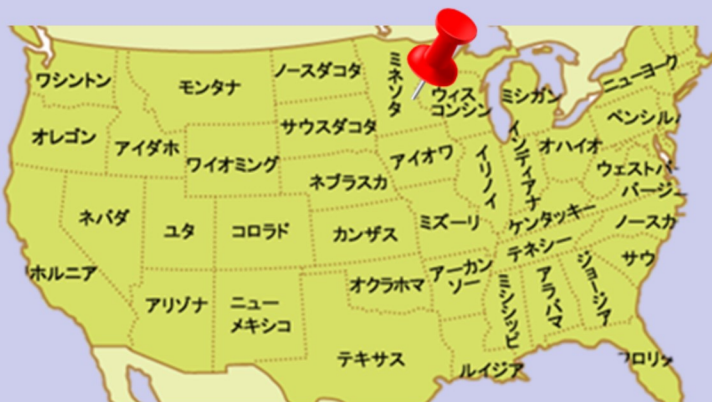 ワシントン
モンタナ
ノースダコタ
ミネソタ
ウィス
コンシン
ミシガン
ニューヨーク
オレゴン
アイダホ
サウスダコタ
ペンシル
ワイオミング
アイオワ
イリノイ
インディアナ
オハイオ
ウェストバ
バージー
ネブラスカ
ネバダ
ユタ
コロラド
カンザス
ミズーリ
ケンタッキー
ノースカ
テネシー
サウ
ホルニア
アリゾナ
ニュー
メキシコ
オクラホマ
アーカン
ソー
ミシシッピ
アラバマ
ジョージア
テキサス
ルイジア
フロリ